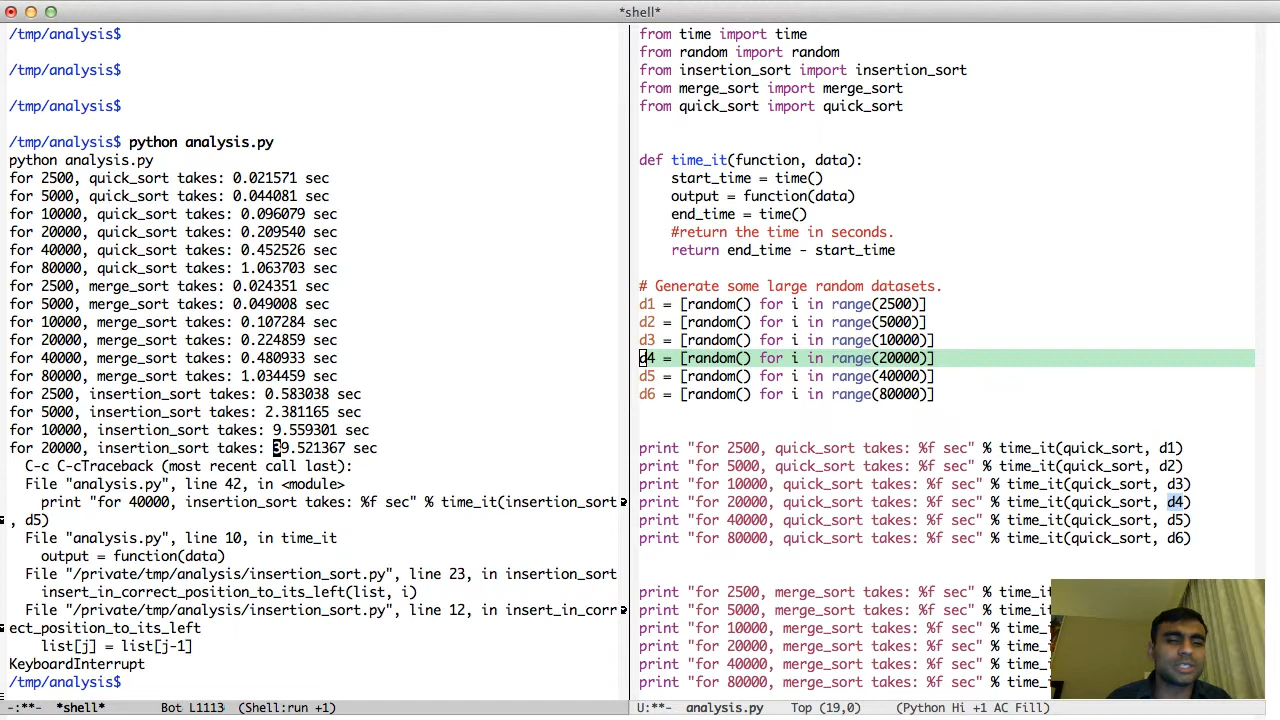 *shell*
/tmp/analysis$
/tmp/analysis$
/tmp/analysis$
/tmp/analysis$ python analysis.py
python analysis.py
for 2500, quick_sort takes: 0.021571 sec
for 5000, quick_sort takes: 0.044081 sec
for 10000, quick_sort takes: 0.096079 sec
for 20000, quick_sort takes: 0.209540 sec
for 40000, quick_sort takes: 0.452526 sec
for 80000, quick_sort takes: 1.063703 sec
for 2500, merge_sort takes: 0.024351 sec
for 5000, merge_sort takes: 0.049008 sec
for 10000, merge_sort takes: 0.107284 sec
for 20000, merge_sort takes: 0.224859 sec
for 40000, merge_sort takes: 0.480933 sec
for 80000, merge_sort takes: 1.034459 sec
for 2500, insertion_sort takes: 0.583038 sec
for 5000, insertion_sort takes: 2.381165 sec
for 10000, insertion_sort takes: 9.559301 sec
for 20000, insertion_sort takes: 39.521367 sec
C-c C-cTraceback (most recent call last):
File "analysis.py", line 42, in <module>
print "for 40000, insertion_sort takes: %f sec" % time_it(insertion_sort
, d5)
File "analysis.py", line 10, in time_it
output = function(data)
File "/private/tmp/analysis/insertion_sort.py", line 23, in insertion_sort
insert_in_correct_position_to_its_left(list, i)
File "/private/tmp/analysis/insertion_sort.py", line 12, in insert_in_corr
ect_position_to_its_left
list[j] = list[j-1]
KeyboardInterrupt
/tmp/analysis$
-:**-  *shell*  Bot L1113  (Shell:run +1)
from time import time
from random import random
from insertion_sort import insertion_sort
from merge_sort import merge_sort
from quick_sort import quick_sort
def time_it(function, data):
start_time = time()
output = function(data)
end_time = time()
#return the time in seconds.
return end_time - start_time
# Generate some large random datasets.
d1 = [random() for i in range(2500)]
d2 = [random() for i in range(5000)]
d3 = [random() for i in range(10000)]
d4 = [random() for i in range(20000)]
d5 = [random() for i in range(40000)]
d6 = [random() for i in range(80000)]
print "for 2500, quick_sort takes: %f sec" % time_it(quick_sort, d1)
print "for 5000, quick_sort takes: %f sec" % time_it(quick_sort, d2)
print "for 10000, quick_sort takes: %f sec" % time_it(quick_sort, d3)
print "for 20000, quick_sort takes: %f sec" % time_it(quick_sort, d4)
print "for 40000, quick_sort takes: %f sec" % time_it(quick_sort, d5)
print "for 80000, quick_sort takes: %f sec" % time_it(quick_sort, d6)
print "for 2500, merge_sort takes: %f sec" % time_i
print "for 5000, merge_sort takes: %f sec" % time_i
print "for 10000, merge_sort takes: %f sec" % time_i
print "for 20000, merge_sort takes: %f sec" % time_i
print "for 40000, merge_sort takes: %f sec" % time_i
print "for 80000, merge_sort takes: %f sec" % time_i
U:**-  analysis.py  Top (19,0)  (Python Hi +1 AC Fill)